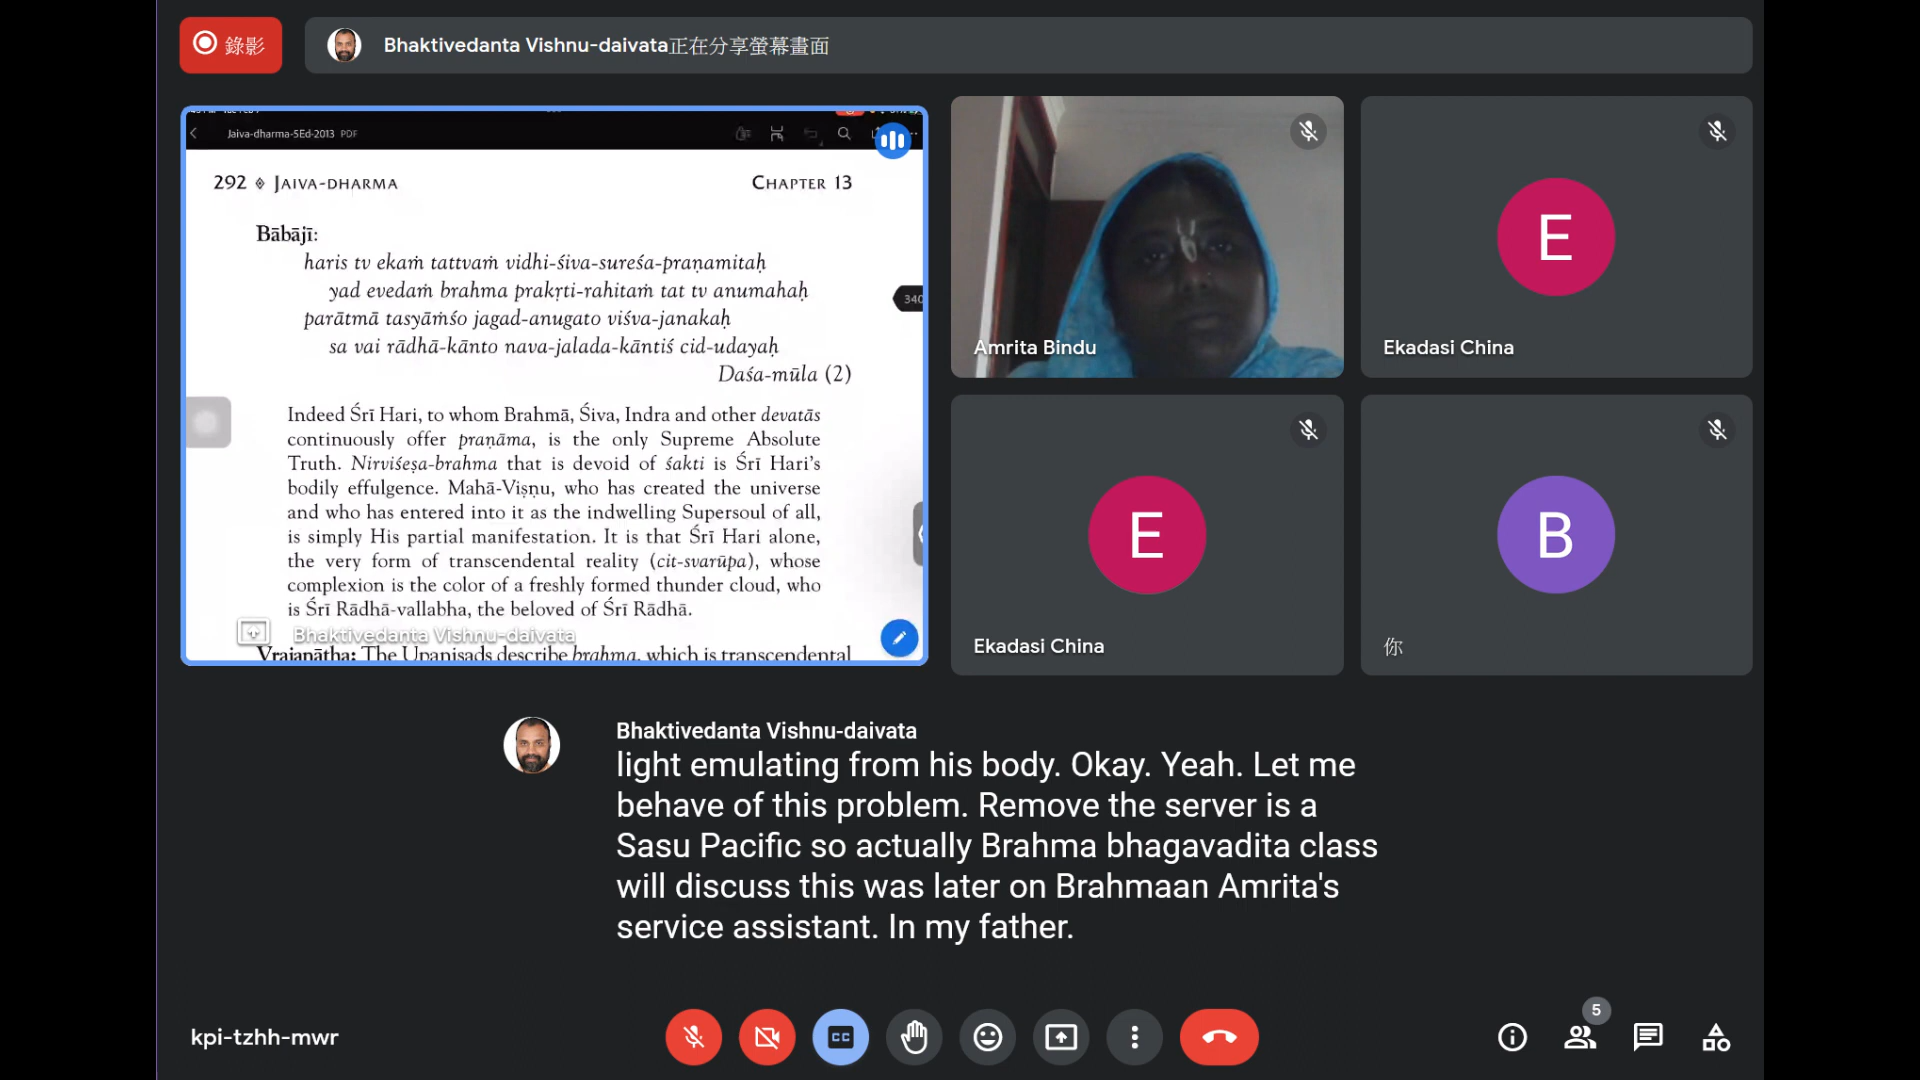 錄影
Bhaktivedanta Vishnu-daivata正在分享螢幕畫面
Jaiva-dharma-5Ed-2013 PDF
292 ◈ Jaiva-dharma Chapter 13
Bābājī:
haris tv ekaṁ tattvaṁ vidhi-śiva-sureśa-praṇamitaḥ
yad evedaṁ brahma prakṛti-rahitaṁ tat tv anumahaḥ
parātmā tasyāṁśo jagad-anugato viśva-janakaḥ
sa vai rādhā-kānto nava-jalada-kāntiś cid-udayaḥ
Daśa-mūla (2)
Indeed Śrī Hari, to whom Brahmā, Śiva, Indra and other devatās
continuously offer praṇāma, is the only Supreme Absolute
Truth. Nirviśeṣa-brahma that is devoid of śakti is Śrī Hari's
bodily effulgence. Mahā-Viṣṇu, who has created the universe
and who has entered into it as the indwelling Supersoul of all,
is simply His partial manifestation. It is that Śrī Hari alone,
the very form of transcendental reality (cit-svarūpa), whose
complexion is the color of a freshly formed thunder cloud, who
is Śrī Rādhā-vallabha, the beloved of Śrī Rādhā.
Bhaktivedanta Vishnu-daivata
Vrajanātha: The Upaniṣads describe brahma, which is transcendental
340
Amrita Bindu
E
Ekadasi China
E
Ekadasi China
B
你
Bhaktivedanta Vishnu-daivata
light emulating from his body. Okay. Yeah. Let me
behave of this problem. Remove the server is a
Sasu Pacific so actually Brahma bhagavadita class
will discuss this was later on Brahmaan Amrita's
service assistant. In my father.
kpi-tzhh-mwr
CC
5